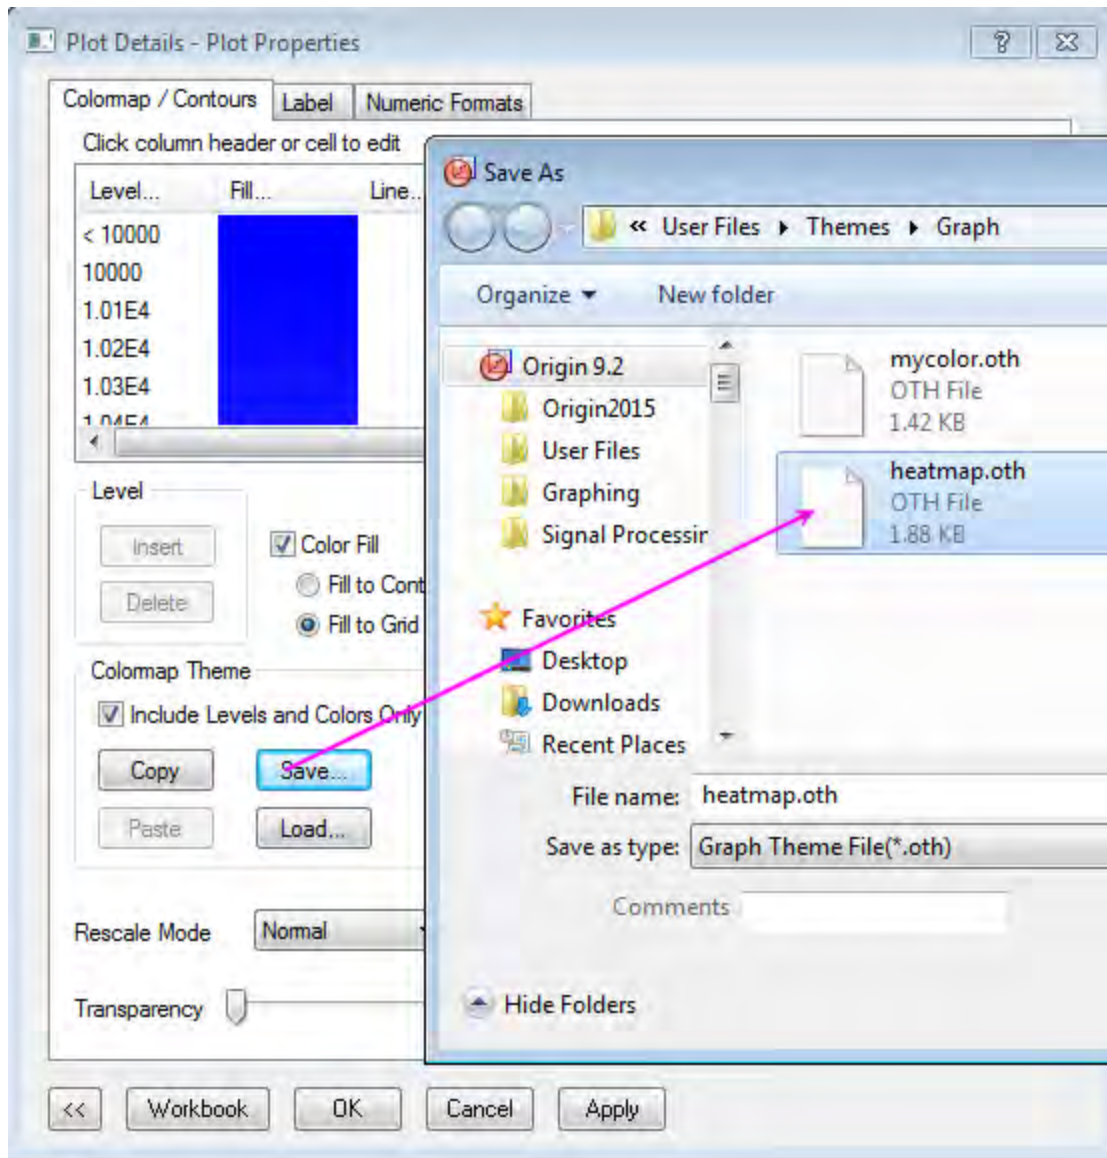 Plot Details - Plot Properties
Colormap / Contours Label Numeric Formats
Click column header or cell to edit
Level... Fill... Line...
< 10000
10000
1.01E4
1.02E4
1.03E4
1.04E4
Level
Insert
Delete
Color Fill
Fill to Cont
Fill to Grid
Colormap Theme
Include Levels and Colors Only
Copy Save...
Paste Load...
Rescale Mode Normal
Transparency
<< Workbook OK Cancel Apply
Save As
« User Files Themes Graph
Organize New folder
Origin 9.2
Origin2015
User Files
Graphing
Signal Processin
Favorites
Desktop
Downloads
Recent Places
mycolor.oth
OTH File
1.42 KB
heatmap.oth
OTH File
1.88 KB
File name: heatmap.oth
Save as type: Graph Theme File(*.oth)
Comments
Hide Folders